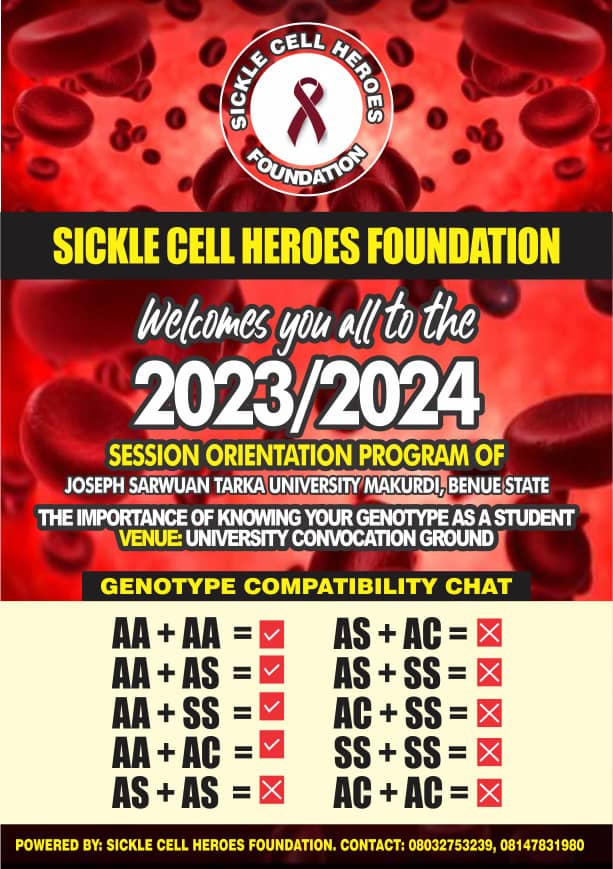 SICKLE CELL HEROES
FOUNDATION
SICKLE CELL HEROES FOUNDATION
Welcomes you all to the
2023/2024
SESSION ORIENTATION PROGRAM OF
JOSEPH SARWUAN TARKA UNIVERSITY MAKURDI, BENUE STATE
THE IMPORTANCE OF KNOWING YOUR GENOTYPE AS A STUDENT
VENUE: UNIVERSITY CONVOCATION GROUND
GENOTYPE COMPATIBILITY CHAT
AA + AA = ✓
AA + AS = ✓
AA + SS = ✓
AA + AC = ✓
AS + AS = ✗
AS + AC = ✗
AS + SS = ✗
AC + SS = ✗
SS + SS = ✗
AC + AC = ✗
POWERED BY: SICKLE CELL HEROES FOUNDATION. CONTACT: 08032753239, 08147831980